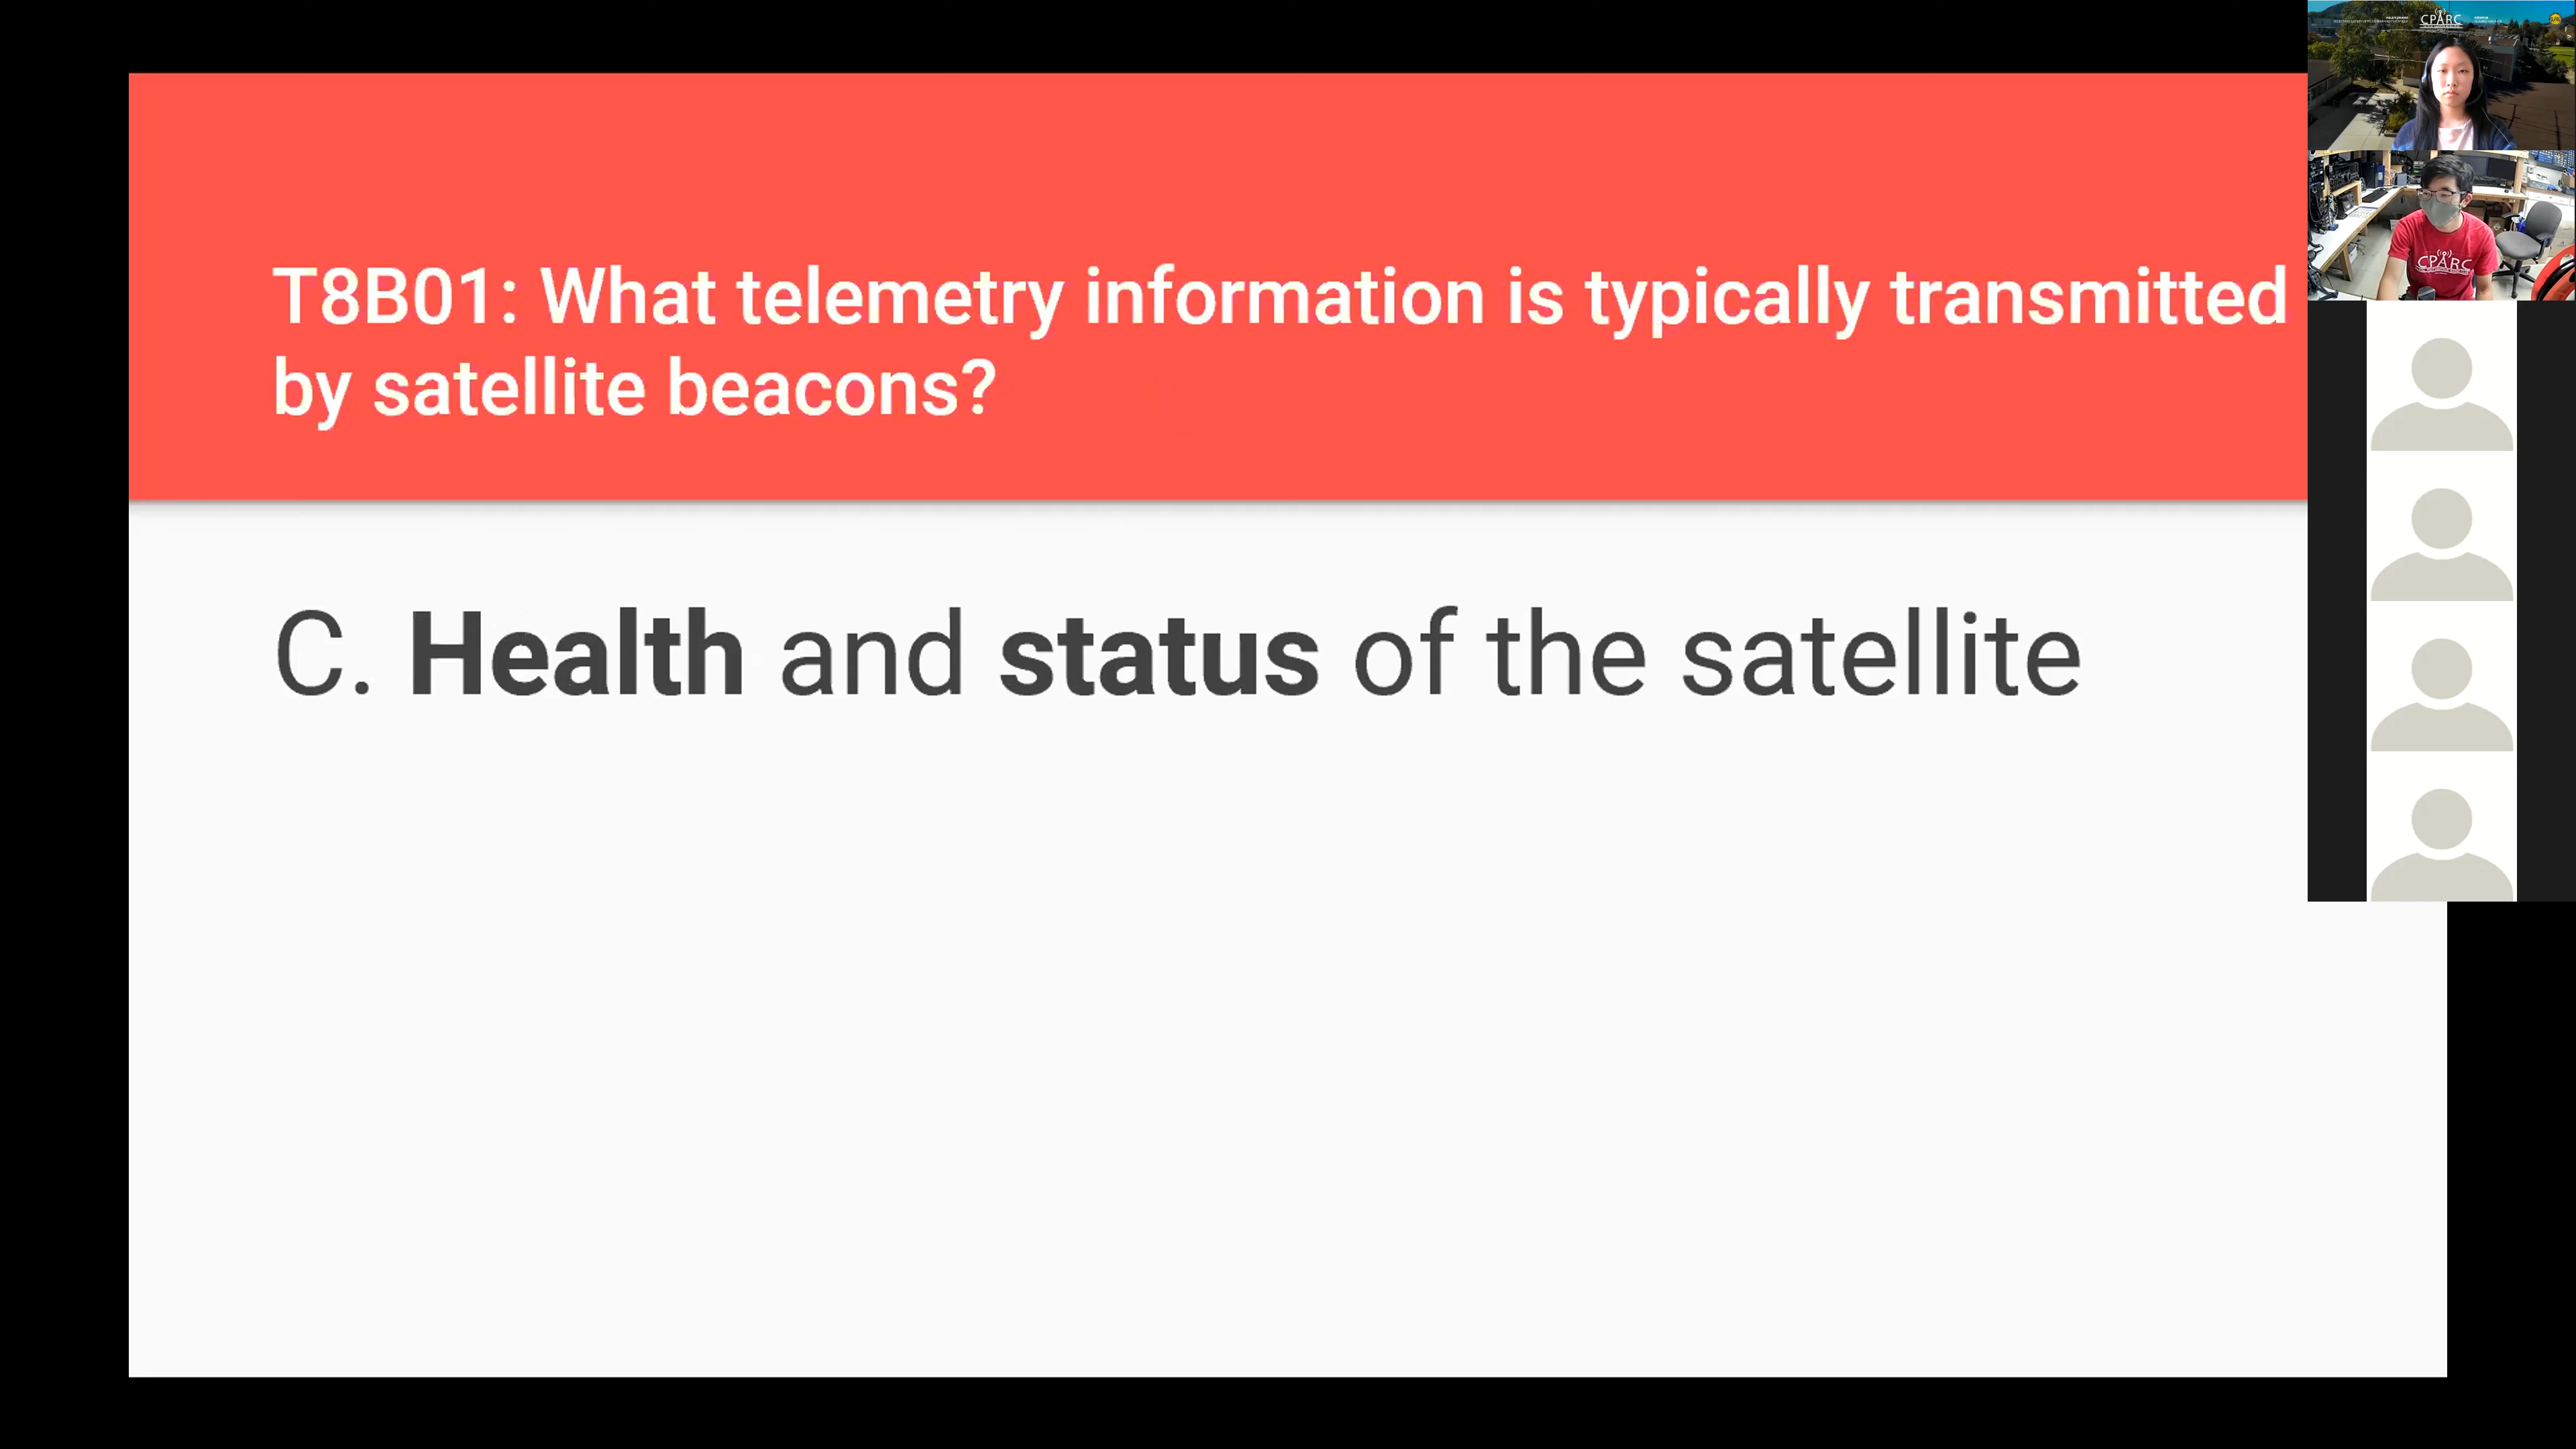 T8B01: What telemetry information is typically transmitted
by satellite beacons?
C. Health and status of the satellite
CPARC
CPARC